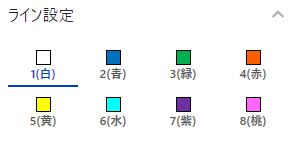 ライン設定
1(白) 2(青) 3(緑) 4(赤)
5(黄) 6(水) 7(紫) 8(桃)